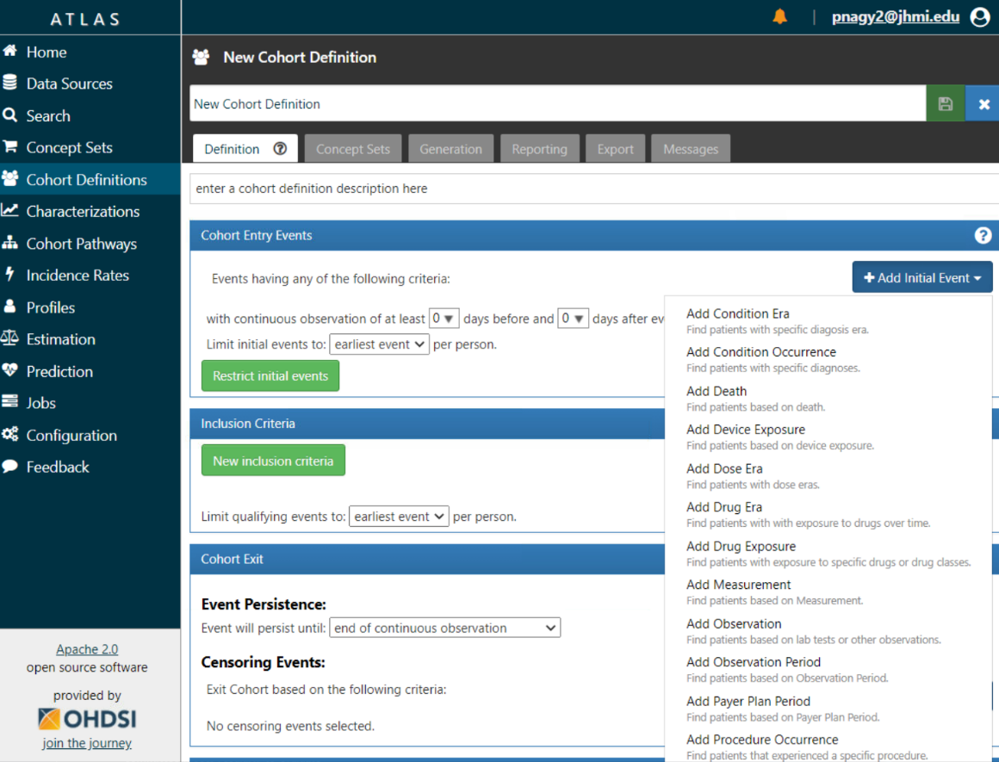 ATLAS
pnagy2@jhmi.edu
Home
Data Sources
Search
Concept Sets
Cohort Definitions
Characterizations
Cohort Pathways
Incidence Rates
Profiles
Estimation
Prediction
Jobs
Configuration
Feedback
Apache 2.0
open source software
provided by
OHDSI
join the journey
New Cohort Definition
New Cohort Definition
Definition
Concept Sets
Generation
Reporting
Export
Messages
enter a cohort definition description here
Cohort Entry Events
Events having any of the following criteria:
+ Add Initial Event
with continuous observation of at least 0 days before and 0 days after ev
Limit initial events to: earliest event per person.
Restrict initial events
Inclusion Criteria
New inclusion criteria
Limit qualifying events to: earliest event per person.
Cohort Exit
Event Persistence:
Event will persist until: end of continuous observation
Censoring Events:
Exit Cohort based on the following criteria:
No censoring events selected.
Add Condition Era
Find patients with specific diagosis era.
Add Condition Occurrence
Find patients with specific diagnoses.
Add Death
Find patients based on death.
Add Device Exposure
Find patients based on device exposure.
Add Dose Era
Find patients with dose eras.
Add Drug Era
Find patients with with exposure to drugs over time.
Add Drug Exposure
Find patients with exposure to specific drugs or drug classes.
Add Measurement
Find patients based on Measurement.
Add Observation
Find patients based on lab tests or other observations.
Add Observation Period
Find patients based on Observation Period.
Add Payer Plan Period
Find patients based on Payer Plan Period.
Add Procedure Occurrence
Find patients that experienced a specific procedure.